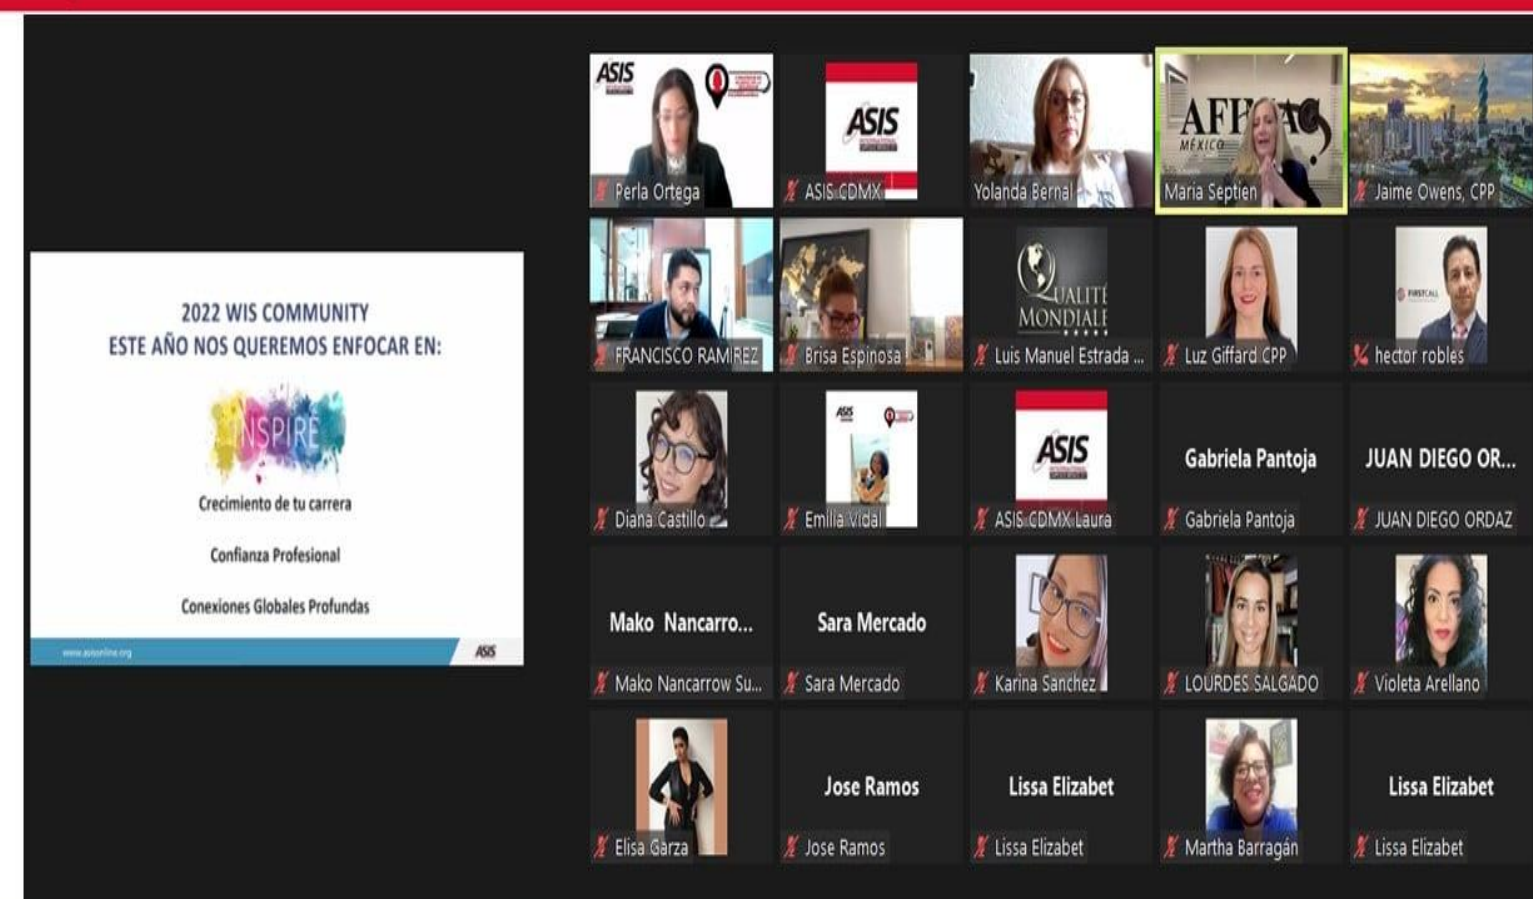 2022 WIS COMMUNITY
ESTE AÑO NOS QUEREMOS ENFOCAR EN:
INSPIRE
Crecimiento de tu carrera
Confianza Profesional
Conexiones Globales Profundas
www.asisonline.org
ASIS
ASIS
Perla Ortega
ASIS
ASIS CDMX
Yolanda Bernal
MÉXICO
Maria Septien
Jaime Owens, CPP
FRANCISCO RAMIREZ
Brisa Espinosa
QUALITÉ
MONDIALE
Luis Manuel Estrada ...
Luz Giffard CPP
FIRSTCALL
hector robles
Diana Castillo
ASIS
Emilia Vidal
ASIS
ASIS CDMX Laura
Gabriela Pantoja
Gabriela Pantoja
JUAN DIEGO OR...
JUAN DIEGO ORDAZ
Mako Nancarro...
Mako Nancarrow Su...
Sara Mercado
Sara Mercado
Karina Sanchez
LOURDES SALGADO
Violeta Arellano
Elisa Garza
Jose Ramos
Jose Ramos
Lissa Elizabet
Lissa Elizabet
Martha Barragán
Lissa Elizabet
Lissa Elizabet